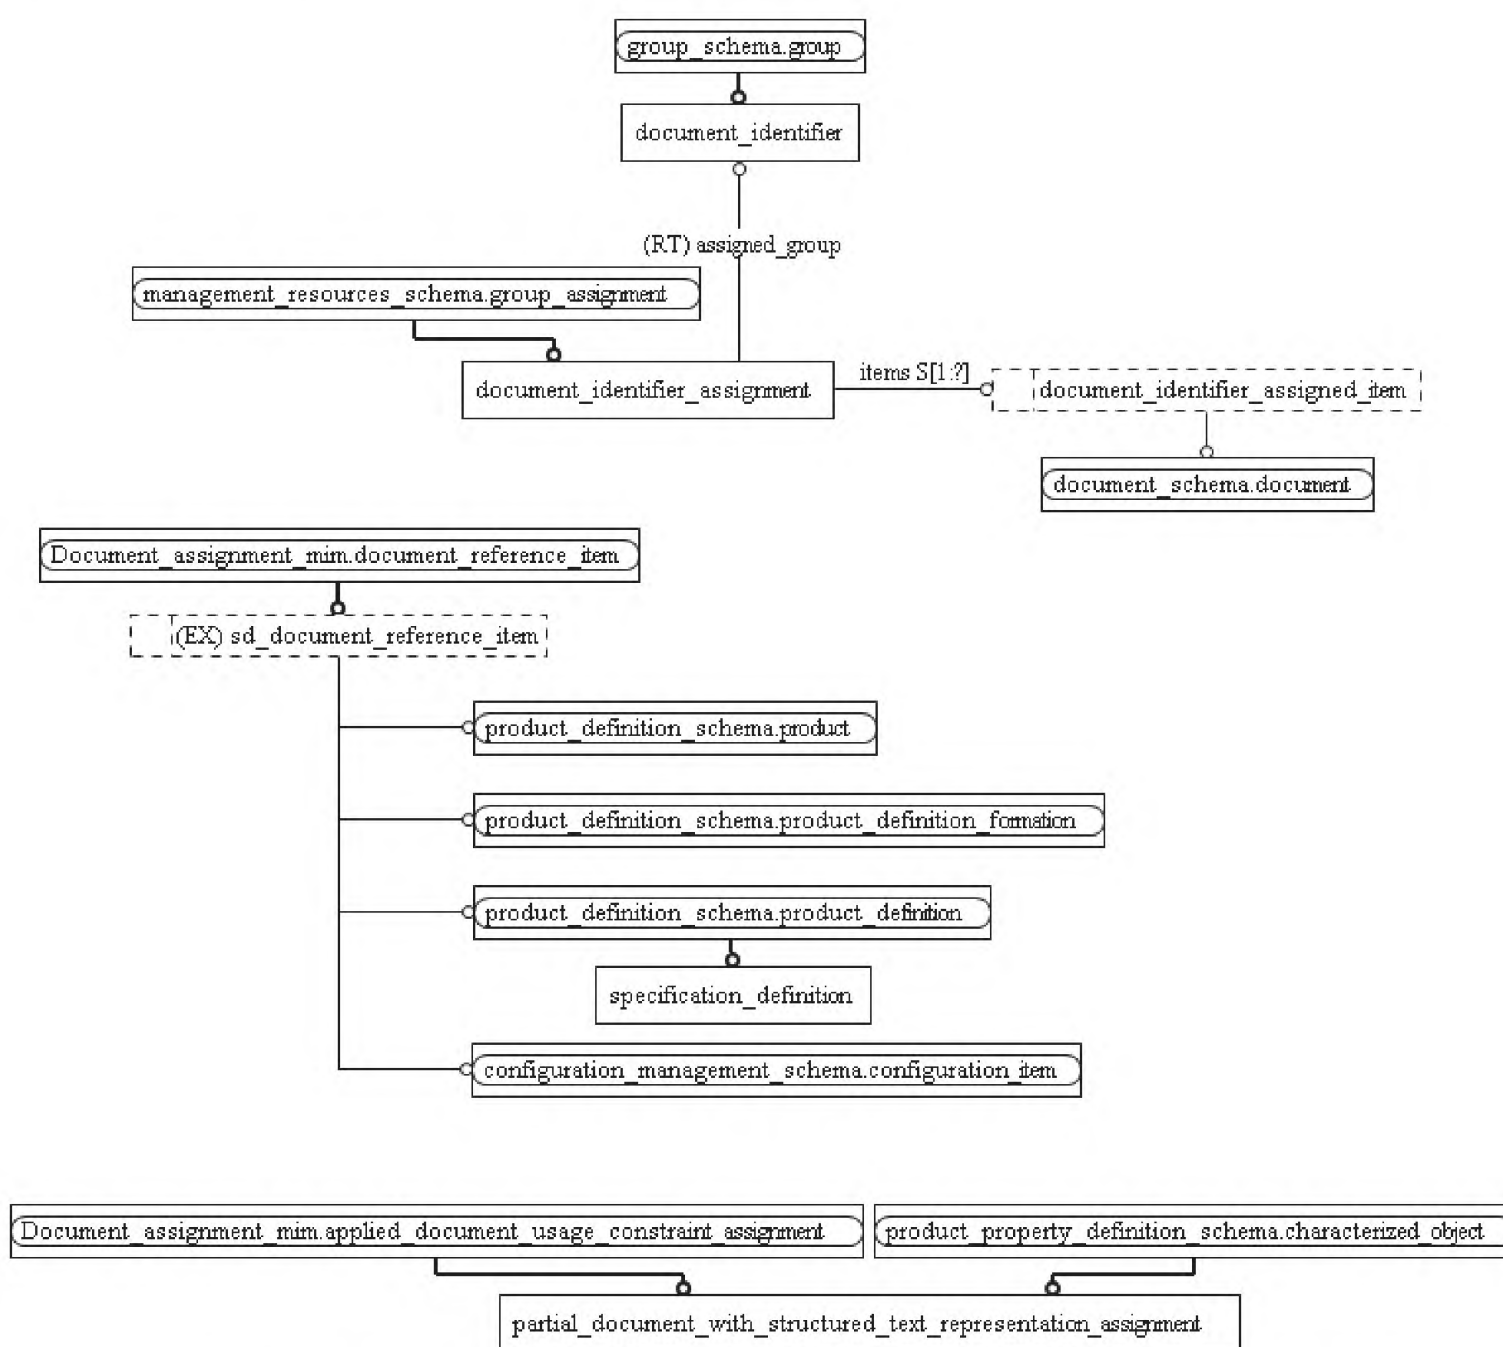 group_schema.group
document_identifier
(RT) assigned_group
management_resources_schema.group_assignment
document_identifier_assignment
items S[1:?]
document_identifier_assigned_item
document_schema.document
Document_assignment_mim.document_reference_item
(EX) sd_document_reference_item
product_definition_schema.product
product_definition_schema.product_definition_formation
product_definition_schema.product_definition
specification_definition
configuration_management_schema.configuration_item
Document_assignment_mim.applied_document_usage_constraint_assignment
product_property_definition_schema.characterized_object
partial_document_with_structured_text_representation_assignment